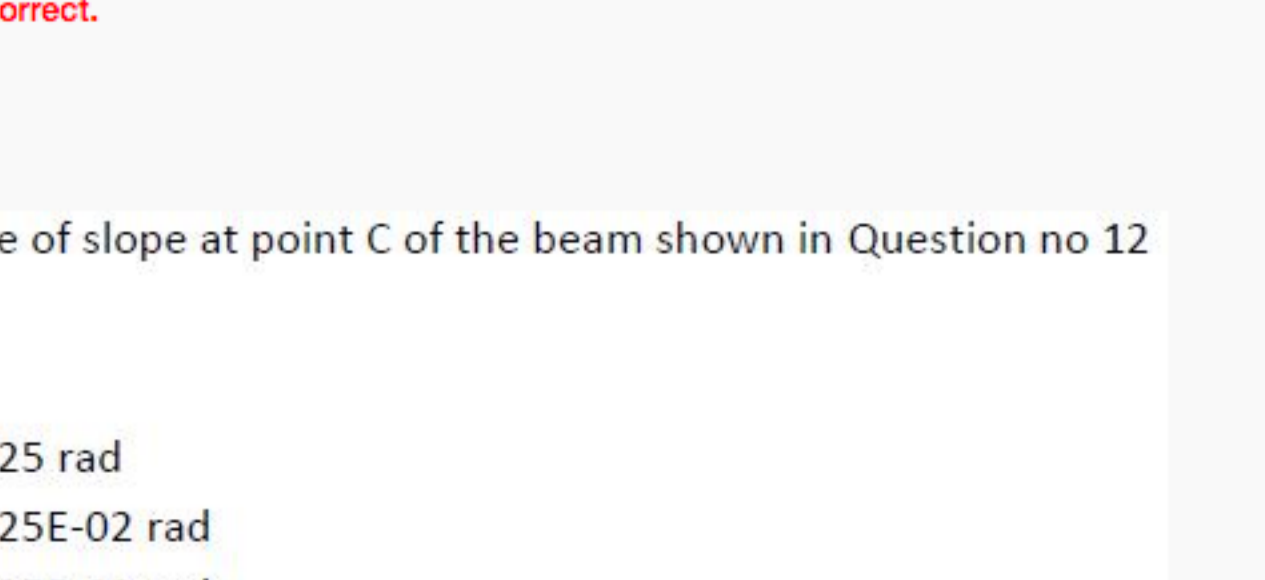 orrect.
e of slope at point C of the beam shown in Question no 12
25 rad
25E-02 rad